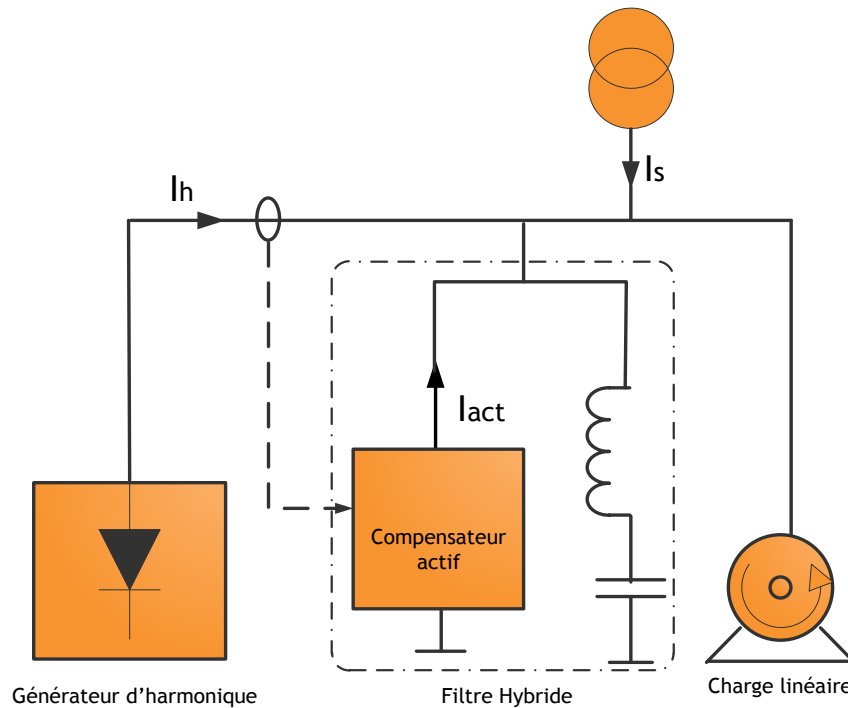 Is
Ih
Iact
Compensateur
actif
Générateur d'harmonique
Filtre Hybride
Charge linéaire